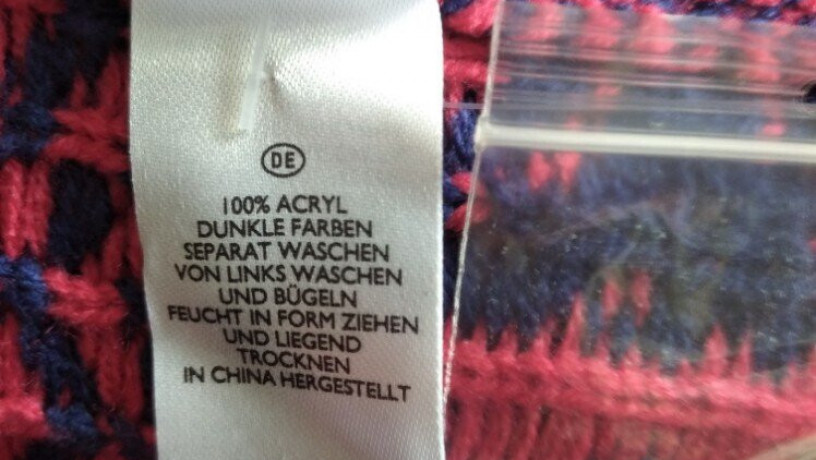 DE
100% ACRYL
DUNKLE FARBEN
SEPARAT WASCHEN
VON LINKS WASCHEN
UND BÜGELN
FEUCHT IN FORM ZIEHEN
UND LIEGEND
TROCKNEN
IN CHINA HERGESTELLT